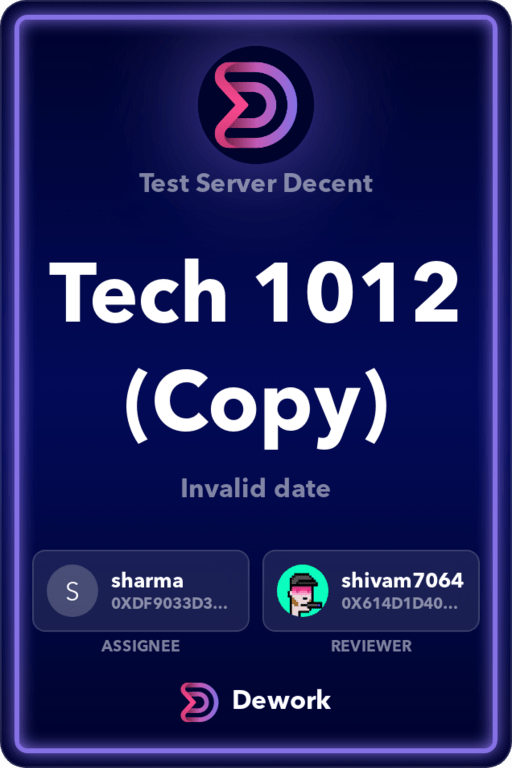 Test Server Decent
Tech 1012
(Copy)
Invalid date
S
sharma
0XDF9033D3...
ASSIGNEE
shivam7064
0X614D1D40...
REVIEWER
Dework